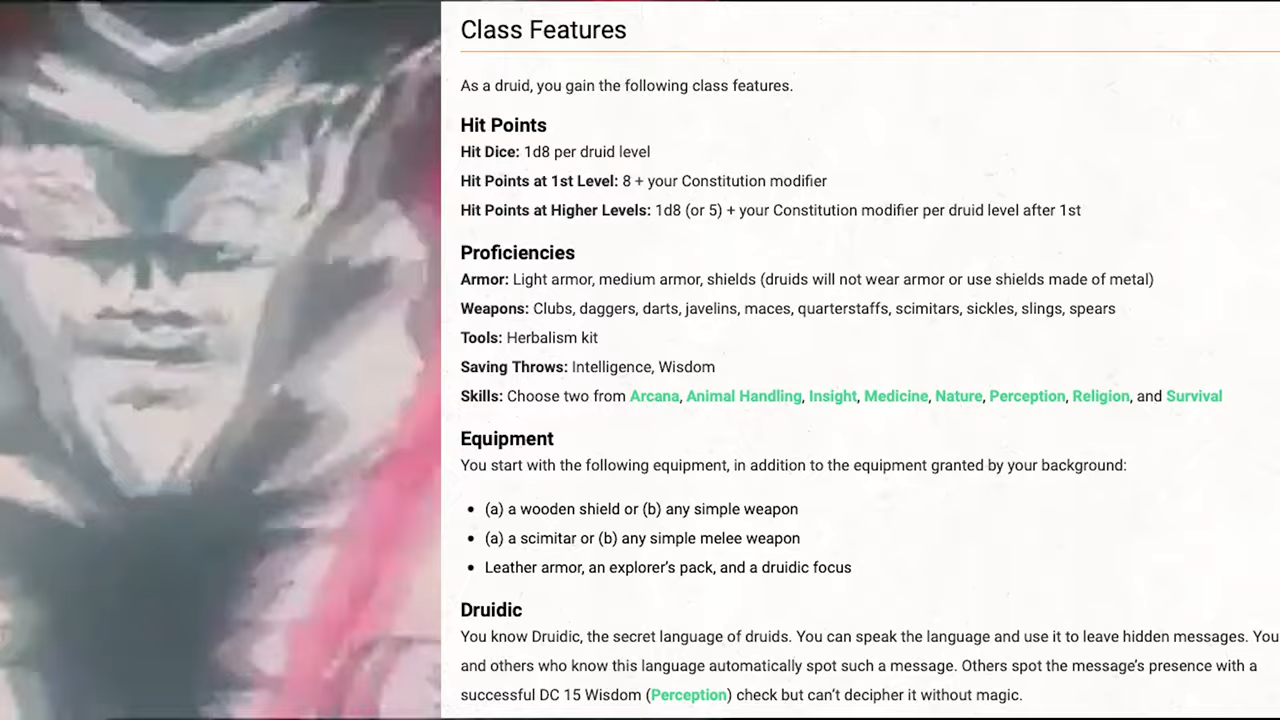 Class Features
As a druid, you gain the following class features.
Hit Points
Hit Dice: 1d8 per druid level
Hit Points at 1st Level: 8 + your Constitution modifier
Hit Points at Higher Levels: 1d8 (or 5) + your Constitution modifier per druid level after 1st
Proficiencies
Armor: Light armor, medium armor, shields (druids will not wear armor or use shields made of metal)
Weapons: Clubs, daggers, darts, javelins, maces, quarterstaffs, scimitars, sickles, slings, spears
Tools: Herbalism kit
Saving Throws: Intelligence, Wisdom
Skills: Choose two from Arcana, Animal Handling, Insight, Medicine, Nature, Perception, Religion, and Survival
Equipment
You start with the following equipment, in addition to the equipment granted by your background:
• (a) a wooden shield or (b) any simple weapon
• (a) a scimitar or (b) any simple melee weapon
• Leather armor, an explorer’s pack, and a druidic focus
Druidic
You know Druidic, the secret language of druids. You can speak the language and use it to leave hidden messages. You
and others who know this language automatically spot such a message. Others spot the message’s presence with a
successful DC 15 Wisdom (Perception) check but can’t decipher it without magic.